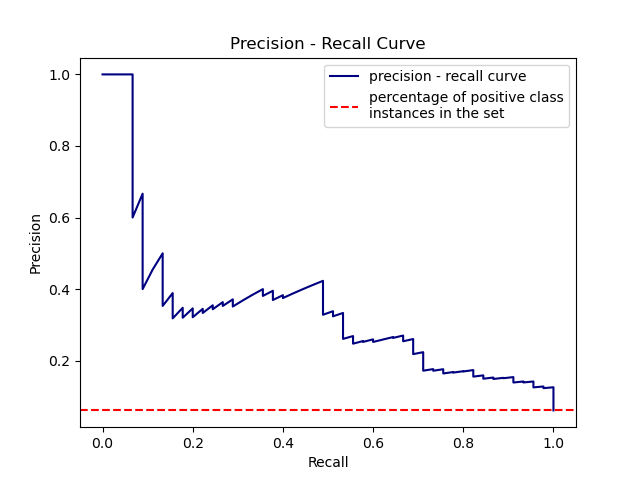 Precision - Recall Curve
precision - recall curve
percentage of positive class
instances in the set
Precision
1.0
0.8
0.6
0.4
0.2
0.0 0.2 0.4 0.6 0.8 1.0
Recall